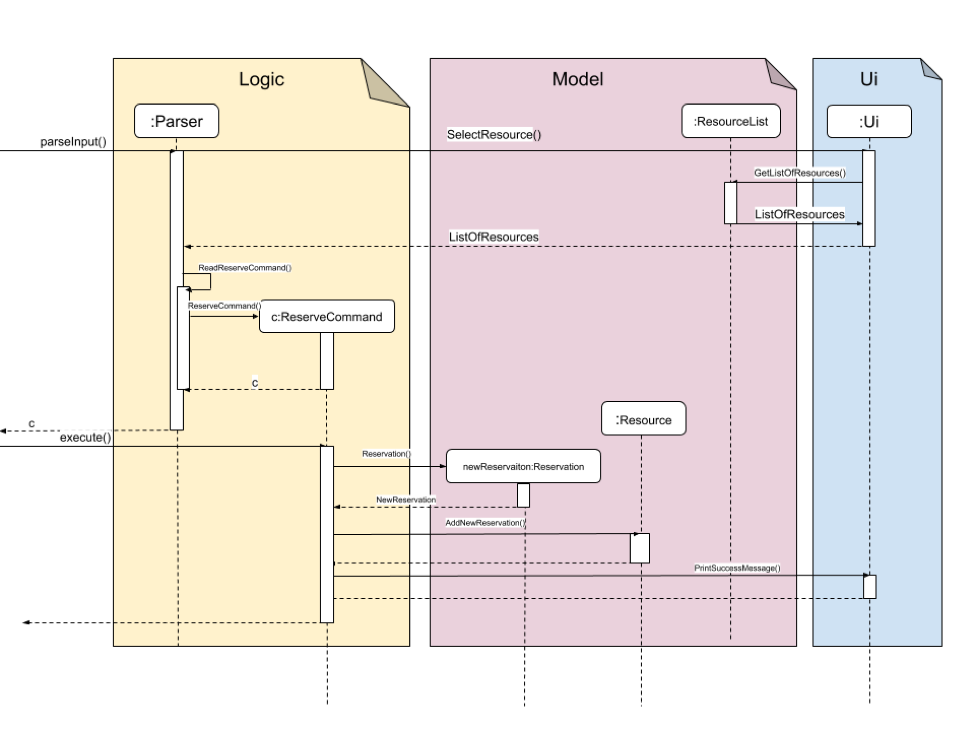 Logic
Model
Ui
:Parser
:ResourceList
:Ui
parseInput()
SelectResource()
GetListOfResources()
ListOfResources
ListOfResources
ReadReserveCommand()
ReserveCommand()
c:ReserveCommand
c
c
execute()
:Resource
Reservation()
newReservaiton:Reservation
NewReservation
AddNewReservation()
PrintSuccessMessage()